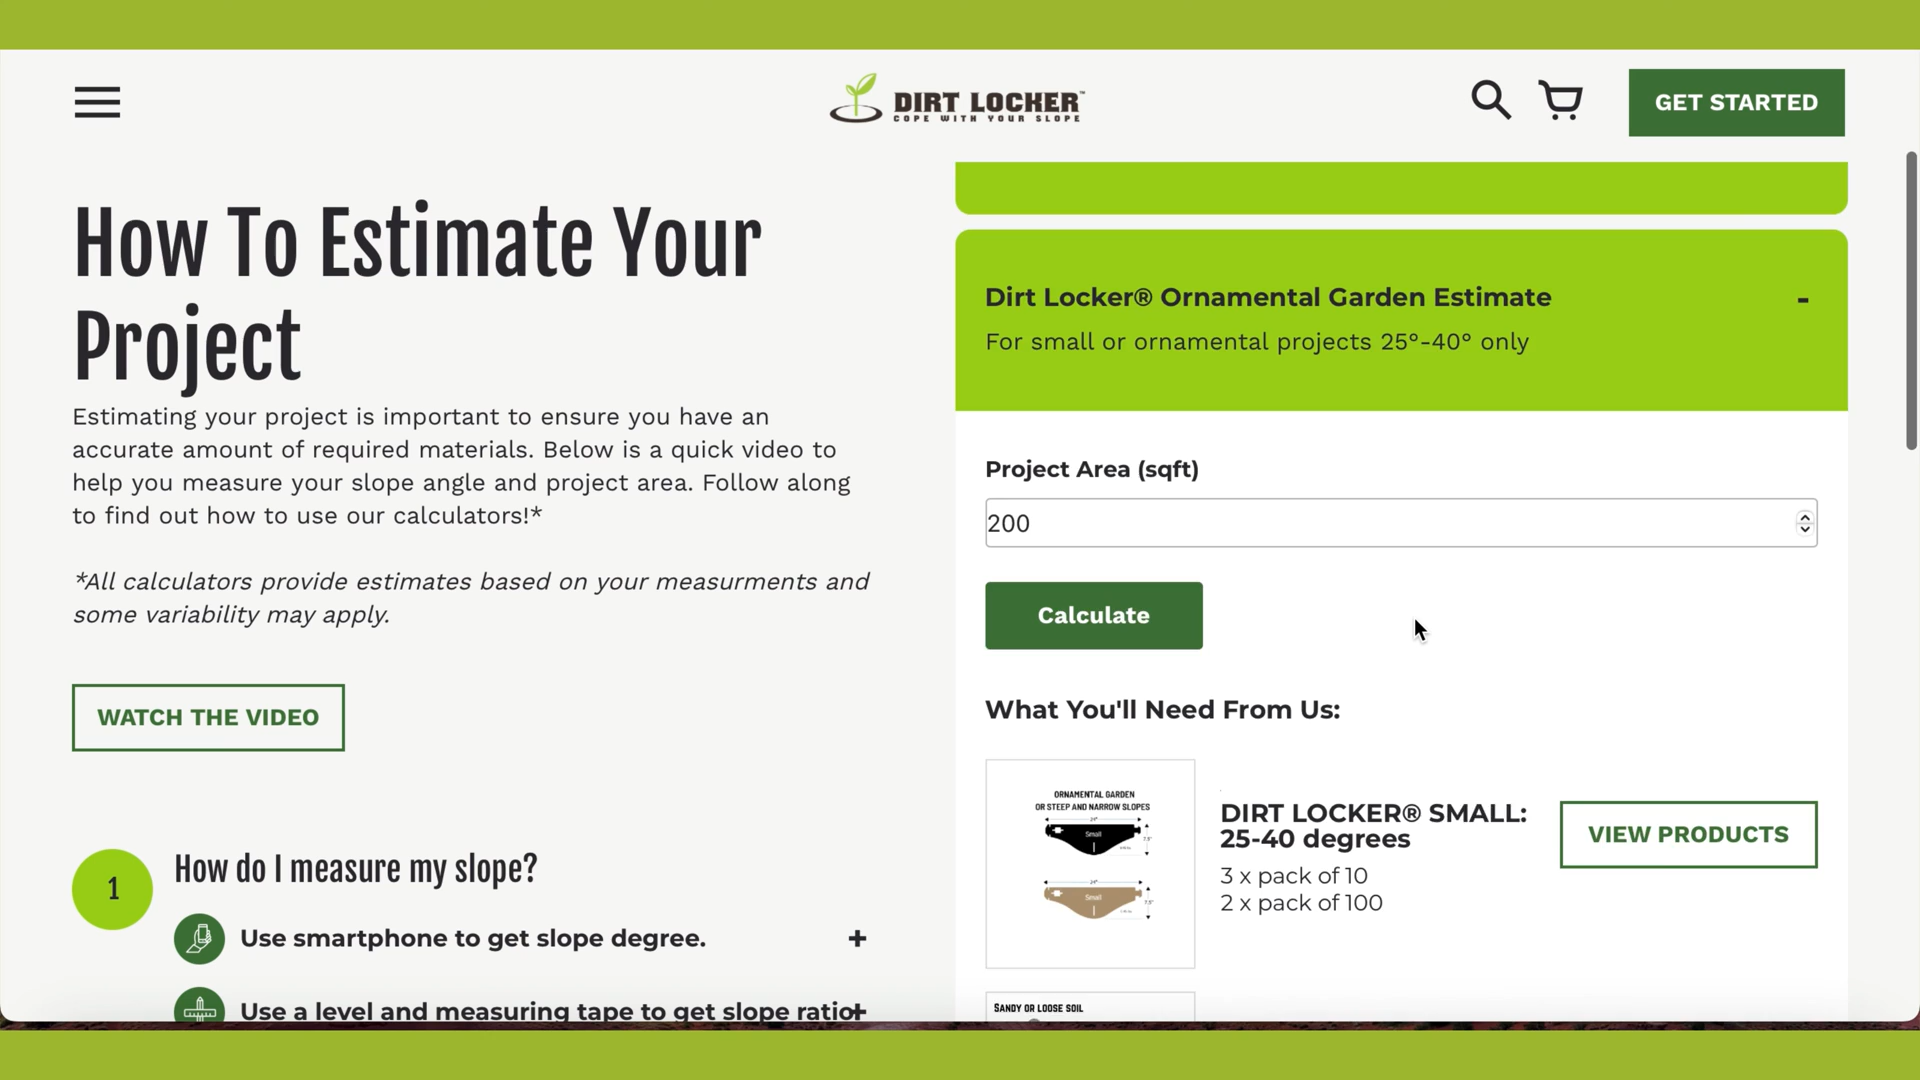 DIRT LOCKER™
COPE WITH YOUR SLOPE
GET STARTED
How To Estimate Your
Project
Estimating your project is important to ensure you have an
accurate amount of required materials. Below is a quick video to
help you measure your slope angle and project area. Follow along
to find out how to use our calculators!*
*All calculators provide estimates based on your measurments and
some variability may apply.
WATCH THE VIDEO
1
How do I measure my slope?
Use smartphone to get slope degree.
+
Use a level and measuring tape to get slope ratio
+
Dirt Locker® Ornamental Garden Estimate
-
For small or ornamental projects 25°-40° only
Project Area (sqft)
200
Calculate
What You'll Need From Us:
ORNAMENTAL GARDEN
OR STEEP AND NARROW SLOPES
Small
Small
DIRT LOCKER® SMALL:
25-40 degrees
3 x pack of 10
2 x pack of 100
VIEW PRODUCTS
SANDY OR LOOSE SOIL